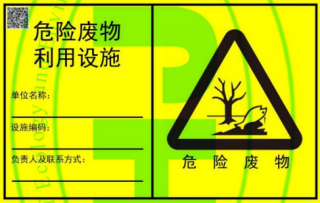 危险废物
利用设施
单位名称：
设施编码：
负责人及联系方式：
危险废物